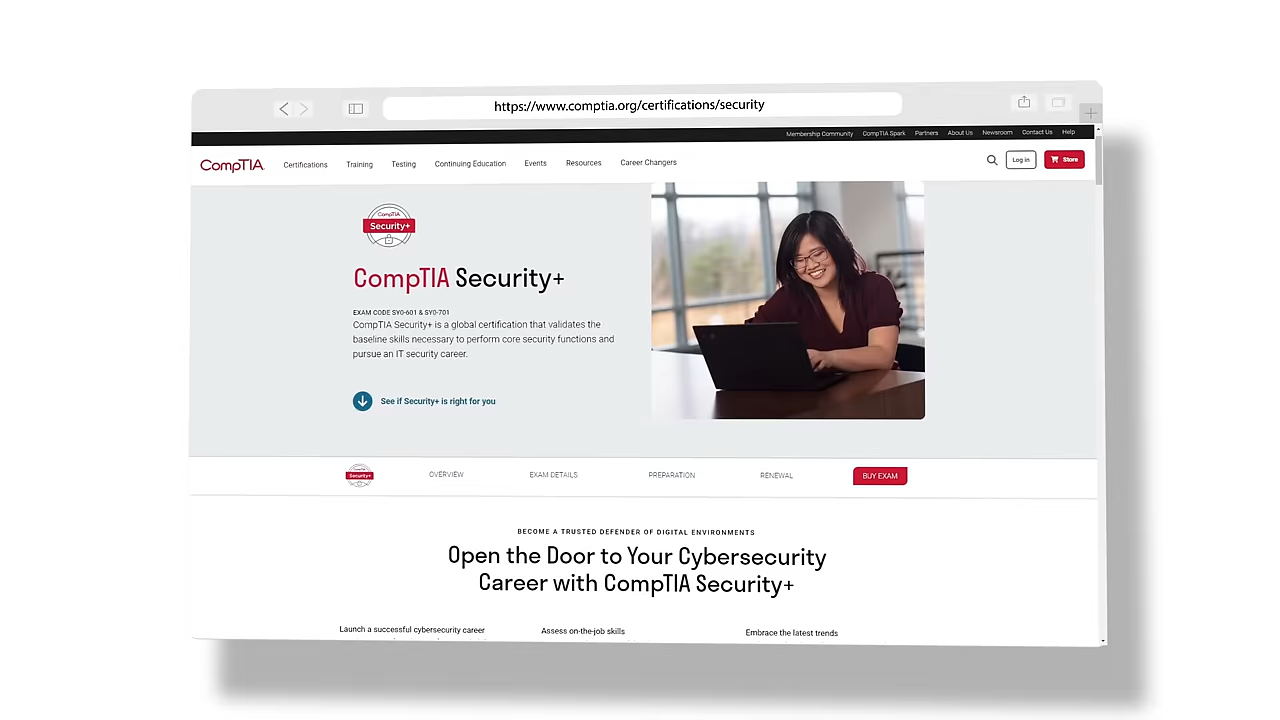 https://www.comptia.org/certifications/security
Membership Community CompTIA Spark Partners About Us Newsroom Contact Us Help
CompTIA. Certifications Training Testing Continuing Education Events Resources Career Changers Log in Store
CompTIA
Security+
CompTIA Security+
EXAM CODE SY0-601 & SY0-701
CompTIA Security+ is a global certification that validates the
baseline skills necessary to perform core security functions and
pursue an IT security career.
See if Security+ is right for you
Security+ OVERVIEW EXAM DETAILS PREPARATION RENEWAL BUY EXAM
BECOME A TRUSTED DEFENDER OF DIGITAL ENVIRONMENTS
Open the Door to Your Cybersecurity
Career with CompTIA Security+
Launch a successful cybersecurity career Assess on-the-job skills Embrace the latest trends